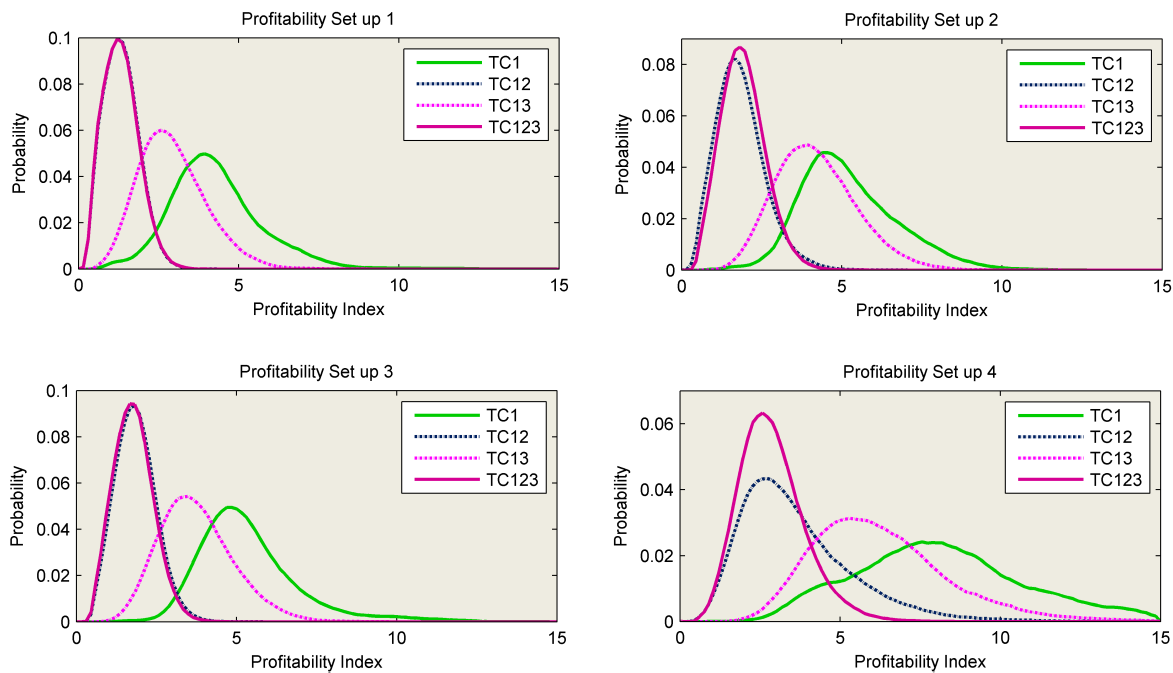 Profitability Set up 1
0.1
0.08
0.06
0.04
0.02
0
Probability
TC1
TC12
TC13
TC123
0 5 10 15
Profitability Index
Profitability Set up 2
0.08
0.06
0.04
0.02
0
Probability
TC1
TC12
TC13
TC123
0 5 10 15
Profitability Index
Profitability Set up 3
0.1
0.08
0.06
0.04
0.02
0
Probability
TC1
TC12
TC13
TC123
0 5 10 15
Profitability Index
Profitability Set up 4
0.06
0.04
0.02
0
Probability
TC1
TC12
TC13
TC123
0 5 10 15
Profitability Index